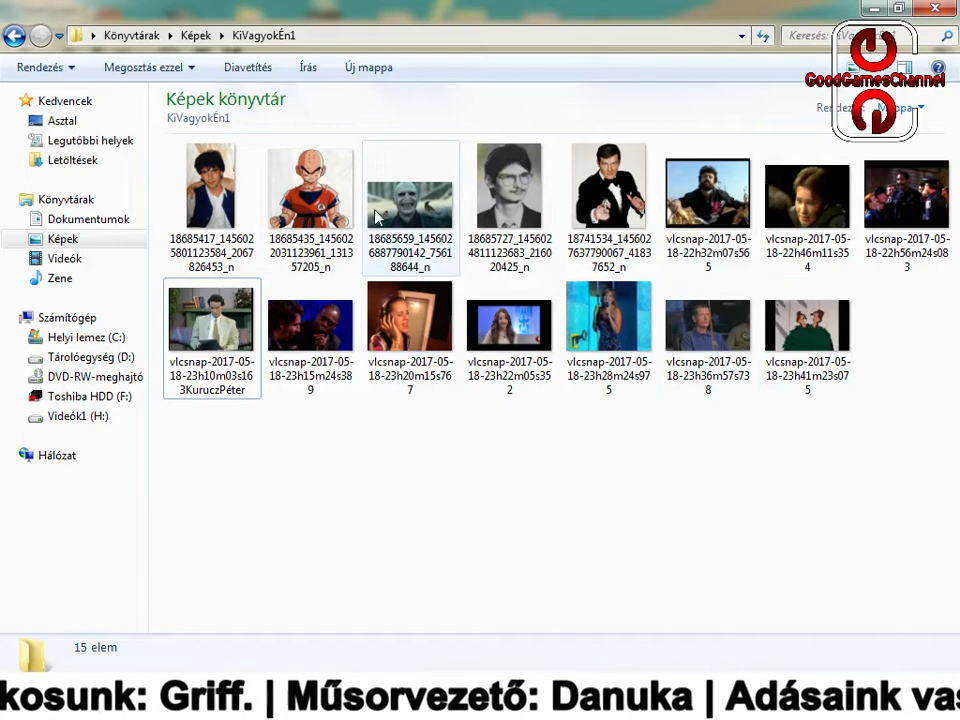 Könyvtárak ▸ Képek ▸ KiVagyokÉn1
Rendezés Megosztás ezzel Diavetítés Írás Új mappa
GoodGamesChannel
Kedvencek
Asztal
Legutóbbi helyek
Letöltések
Könyvtárak
Dokumentumok
Képek
Videók
Zene
Számítógép
Helyi lemez (C:)
Tárolóegység (D:)
DVD-RW-meghajtó
Toshiba HDD (F:)
Videók1 (H:)
Hálózat
Képek könyvtár
KiVagyokÉn1
Mappa
18685417_145602
5801123584_2067
826453_n
18685435_145602
2031123961_1313
57205_n
18685659_145602
6887790142_7561
88644_n
18685727_145602
4811123683_21600
20425_n
18741534_145602
7637790067_4183
7652_n
vlcsnap-2017-05-
18-22h32m07s56
5
vlcsnap-2017-05-
18-22h46m11s35
4
vlcsnap-2017-05-
18-22h56m24s08
3
vlcsnap-2017-05-
18-23h10m03s16
3KuruczPéter
vlcsnap-2017-05-
18-23h15m24s38
9
vlcsnap-2017-05-
18-23h20m15s76
7
vlcsnap-2017-05-
18-23h22m05s35
2
vlcsnap-2017-05-
18-23h28m24s97
5
vlcsnap-2017-05-
18-23h36m57s73
8
vlcsnap-2017-05-
18-23h41m23s07
5
15 elem
kosunk: Griff. | Műsorvezető: Danuka | Adásaink vas